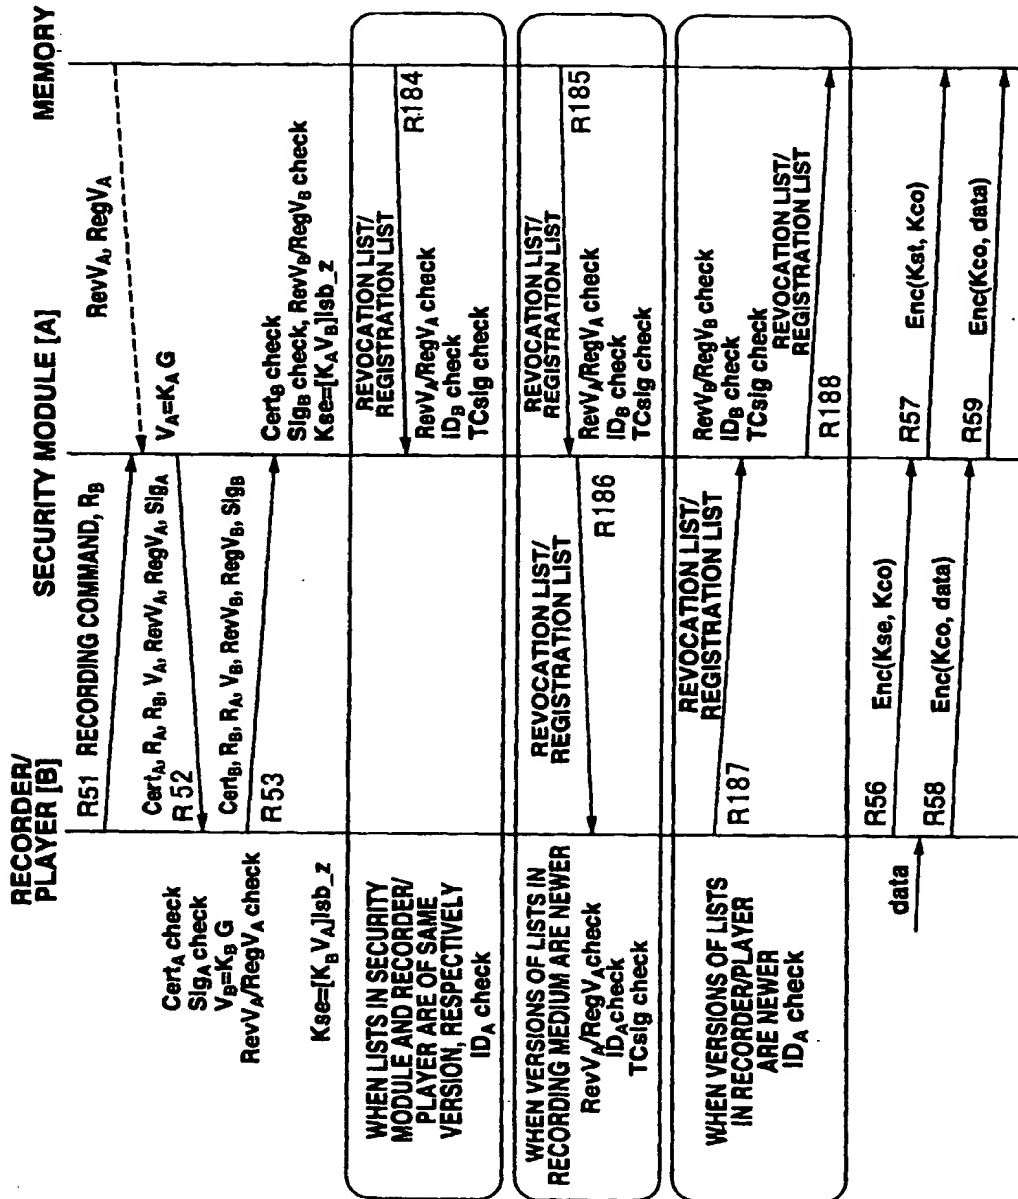 RECORDER/
PLAYER [B]
SECURITY MODULE [A]
MEMORY
R51 RECORDING COMMAND, RB
RevVA, RegVA
VA=KA G
CertA, RA, RB, VA, RevVA, RegVA, SigA
R52
CertA check
SigA check
VB=KB G
RevVA/RegVA check
CertB, RB, RA, VB, RevVB, RegVB, SigB
R53
CertB check
SigB check, RevVB/RegVB check
Kse=[KA VB]lsb_z
Kse=[KB VA]lsb_z
WHEN LISTS IN SECURITY
MODULE AND RECORDER/
PLAYER ARE OF SAME
VERSION, RESPECTIVELY
IDA check
REVOCATION LIST/
REGISTRATION LIST
R184
RevVA/RegVA check
IDB check
TCsig check
WHEN VERSIONS OF LISTS IN
RECORDING MEDIUM ARE NEWER
RevVA/RegVA check
IDA check
TCsig check
REVOCATION LIST/
REGISTRATION LIST
R186
REVOCATION LIST/
REGISTRATION LIST
R185
RevVA/RegVA check
IDB check
TCsig check
WHEN VERSIONS OF LISTS
IN RECORDER/PLAYER
ARE NEWER
IDA check
REVOCATION LIST/
REGISTRATION LIST
R187
RevVB/RegVB check
IDB check
TCsig check
REVOCATION LIST/
REGISTRATION LIST
R188
R56 Enc(Kse, Kco)
R57 Enc(Kst, Kco)
data
R58 Enc(Kco, data)
R59 Enc(Kco, data)